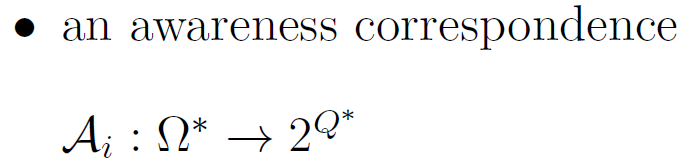 • an awareness correspondence
𝒜ᵢ : Ω* → 2^{Q*}